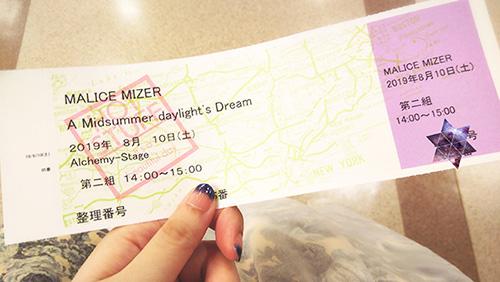 MALICE MIZER
A Midsummer daylight's Dream
2019年 8月 10日(土)
Alchemy-Stage
第二組 14:00~15:00
整理番号
番
NEW YORK
BOSTON
MALICE MIZER
2019年8月10日(土)
第二組
14:00~15:00